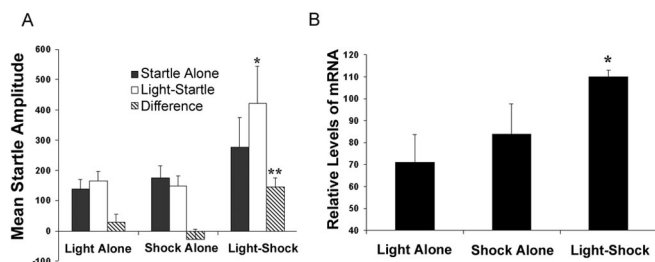 A
Mean Startle Amplitude
600
500
400
300
200
100
0
-100
Startle Alone
Light-Startle
Difference
*
**
Light Alone
Shock Alone
Light-Shock
B
Relative Levels of mRNA
120
110
100
90
80
70
60
50
40
*
Light Alone
Shock Alone
Light-Shock